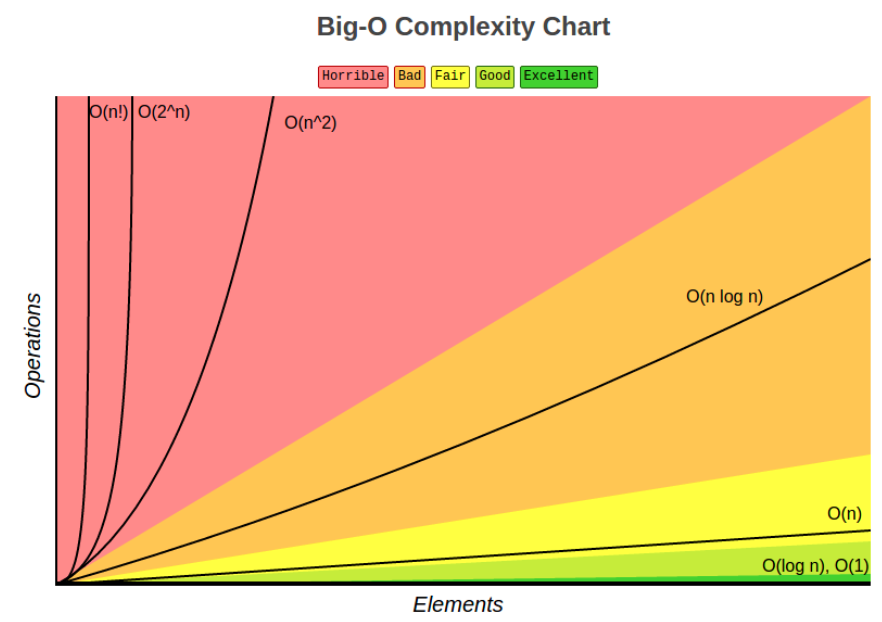 Big-O Complexity Chart
Horrible Bad Fair Good Excellent
O(n!) O(2^n)
O(n^2)
O(n log n)
Operations
O(n)
O(log n), O(1)
Elements